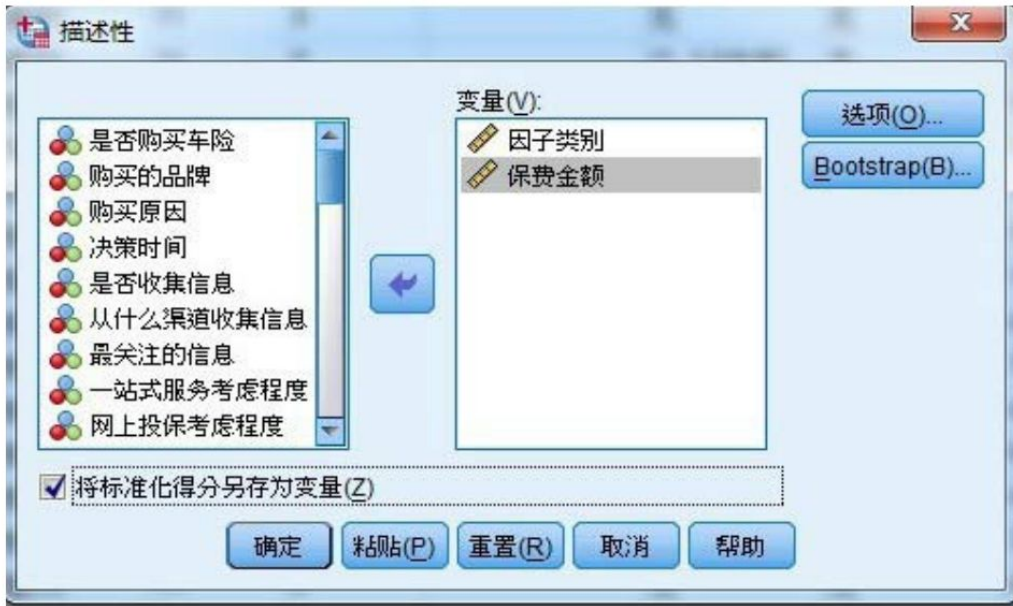 描述性
变量(V):
是否购买车险
购买的品牌
购买原因
决策时间
是否收集信息
从什么渠道收集信息
最关注的信息
一站式服务考虑程度
网上投保考虑程度
因子类别
保费金额
选项(O)...
Bootstrap(B)...
将标准化得分另存为变量(Z)
确定 粘贴(P) 重置(R) 取消 帮助